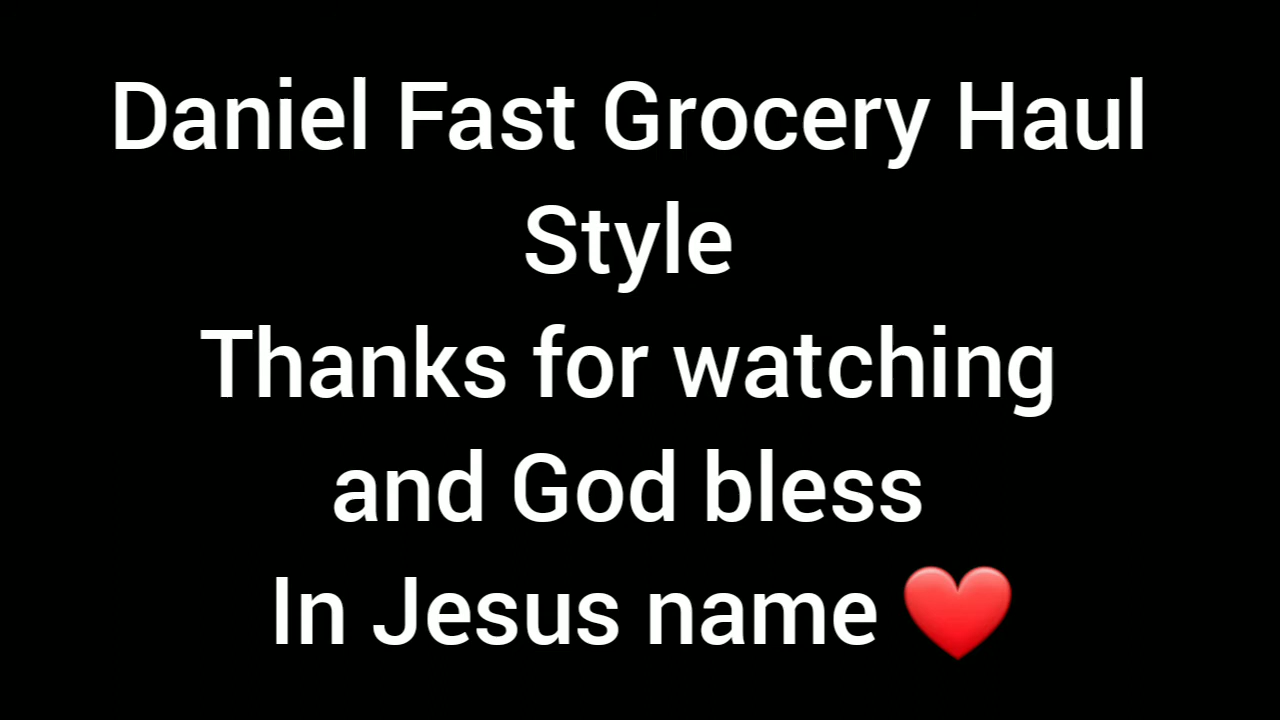 Daniel Fast Grocery Haul
Style
Thanks for watching
and God bless
In Jesus name ❤️